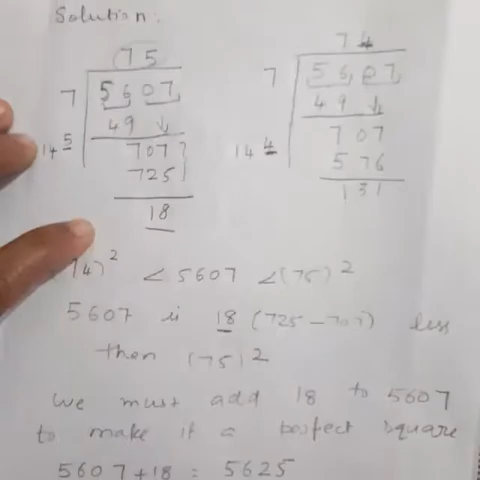 Solution:
75
7 5607
49 ↓
145 707
725
18
74
7 5607
49 ↓
144 707
576
131
74)² < 5607 < (75)²
5607 is 18 (725 - 707) less
then (75)²
we must add 18 to 5607
to make it a perfect square
5607 + 18 = 5625